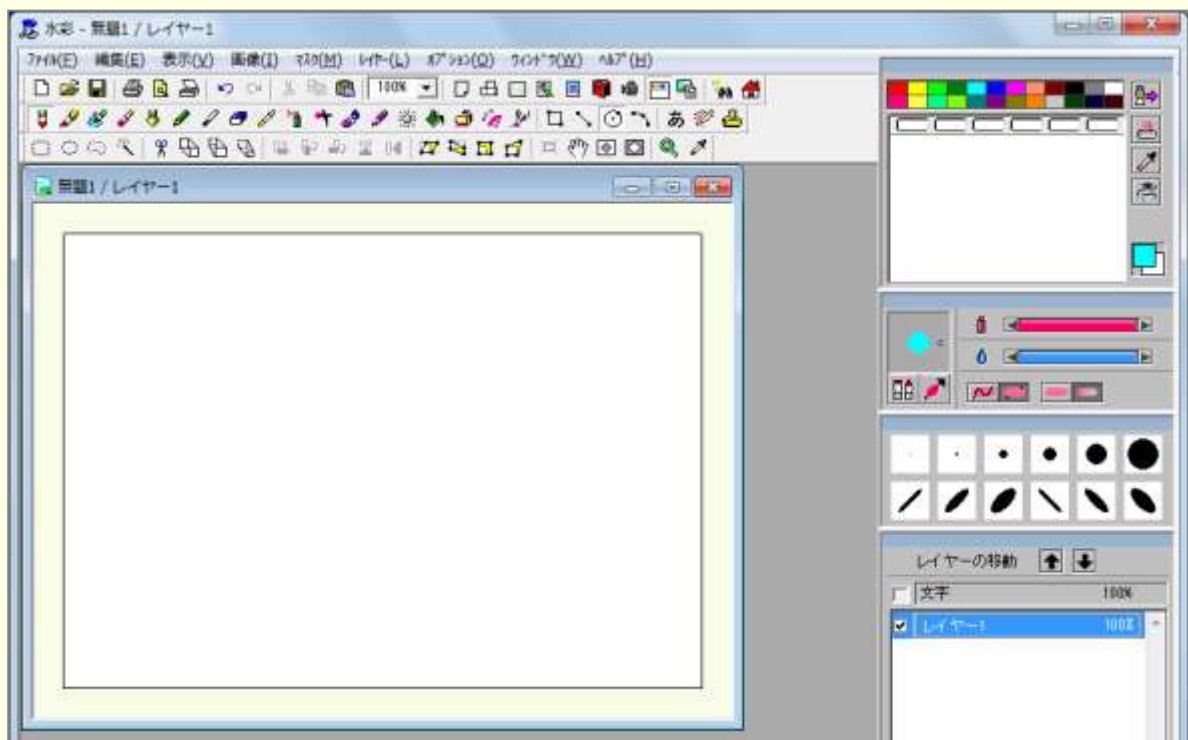 水彩 - 無題1 / レイヤー1
ﾌｧｲﾙ(F) 編集(E) 表示(V) 画像(I) ﾏｽｸ(M) ﾚｲﾔｰ(L) ｵﾌﾟｼｮﾝ(O) ｳｨﾝﾄﾞｳ(W) ﾍﾙﾌﾟ(H)
100%
あ
無題1 / レイヤー1
レイヤーの移動
文字 100%
レイヤー1 100%